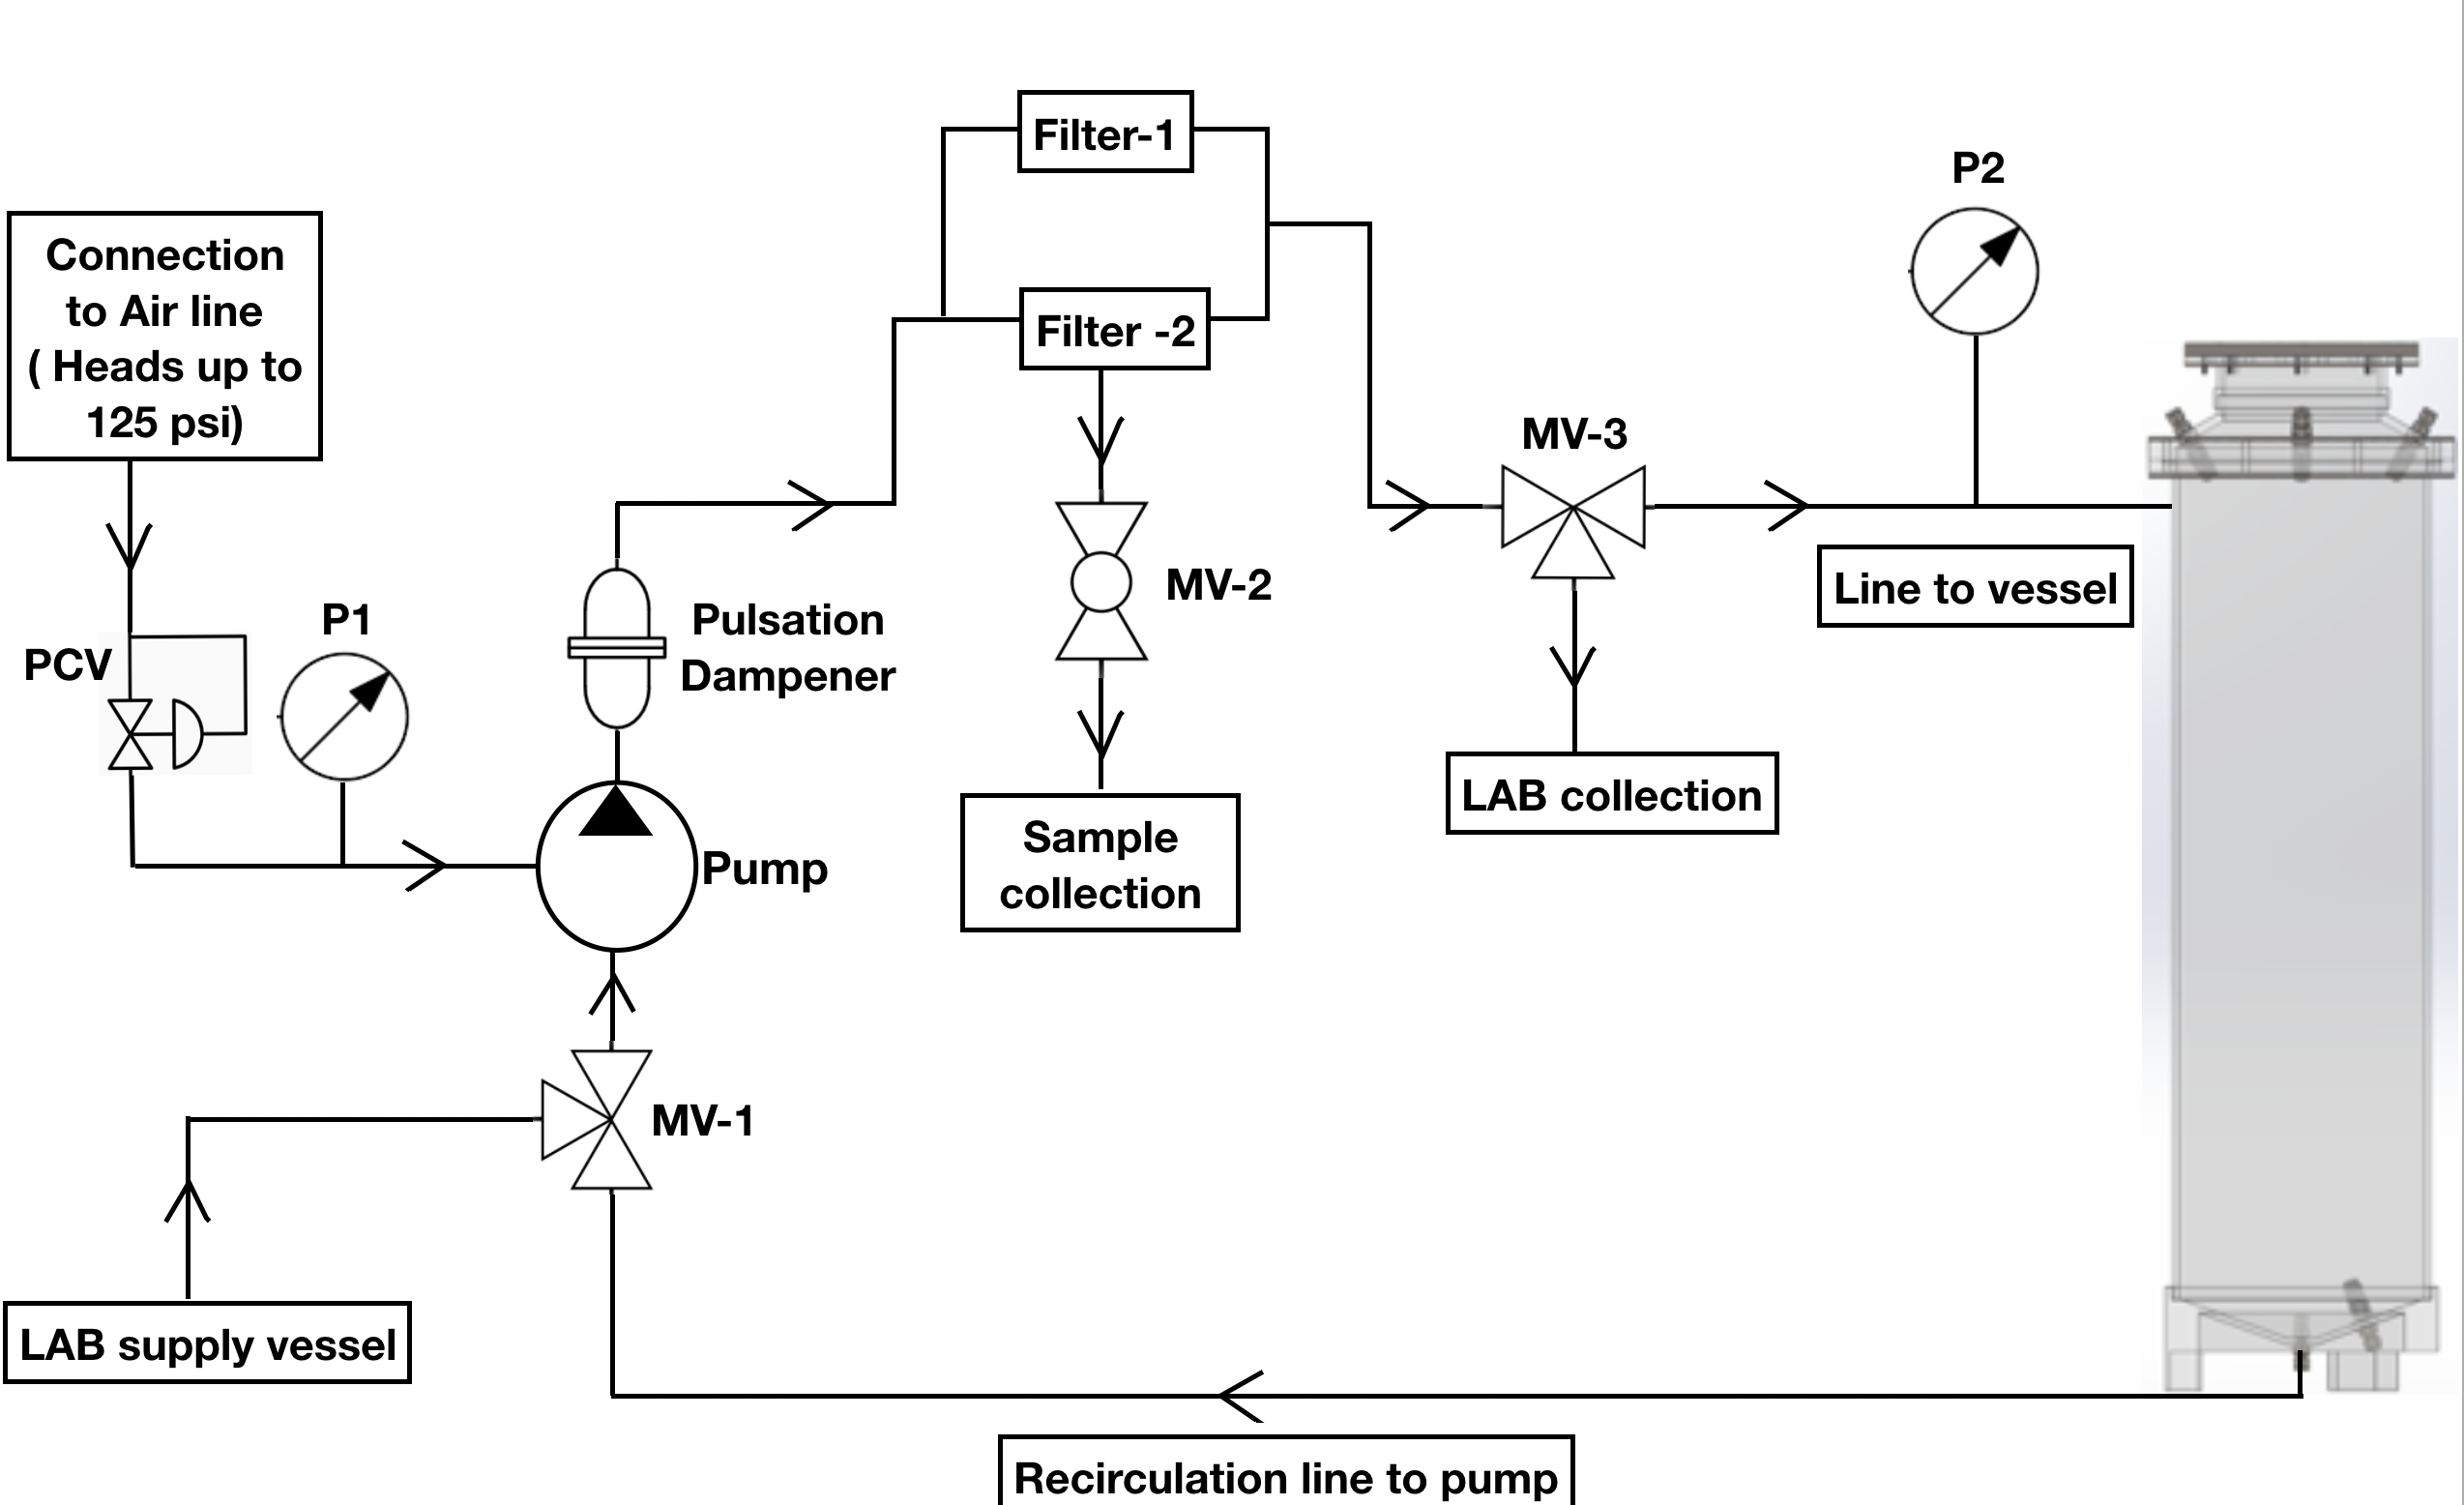 Filter-1
P2
Connection
to Air line
( Heads up to
125 psi)
Filter -2
MV-3
MV-2
Line to vessel
P1
PCV
Pulsation
Dampener
LAB collection
Sample
collection
Pump
MV-1
LAB supply vessel
Recirculation line to pump